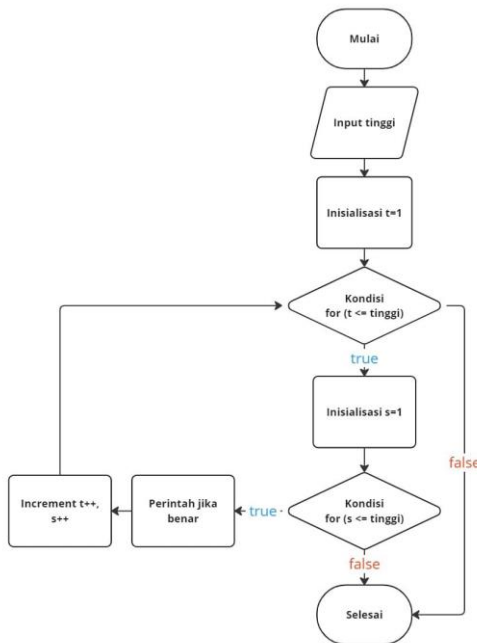 Mulai
Input tinggi
Inisialisasi t=1
Kondisi
for (t <= tinggi)
true
Inisialisasi s=1
false
Increment t++,
s++
Perintah jika
benar
true
Kondisi
for (s <= tinggi)
false
Selesai